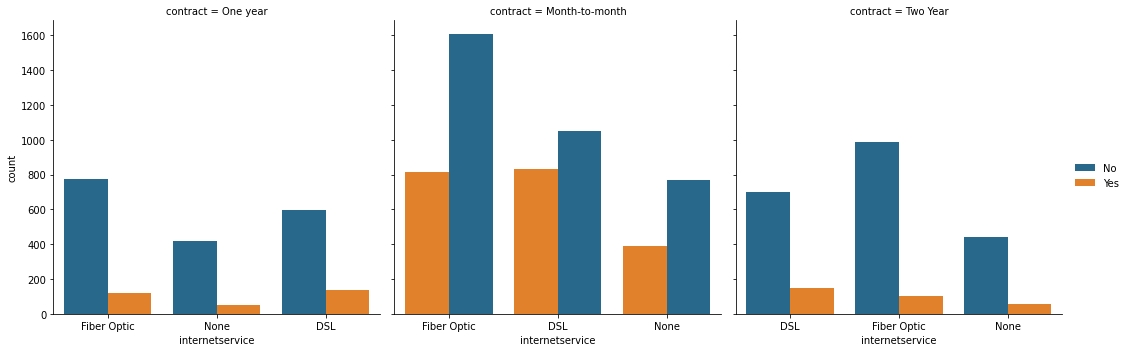 contract = One year
contract = Month-to-month
contract = Two Year
1600
1400
1200
1000
800
600
400
200
0
count
Fiber Optic None DSL
internetservice
Fiber Optic DSL None
internetservice
DSL Fiber Optic None
internetservice
No
Yes